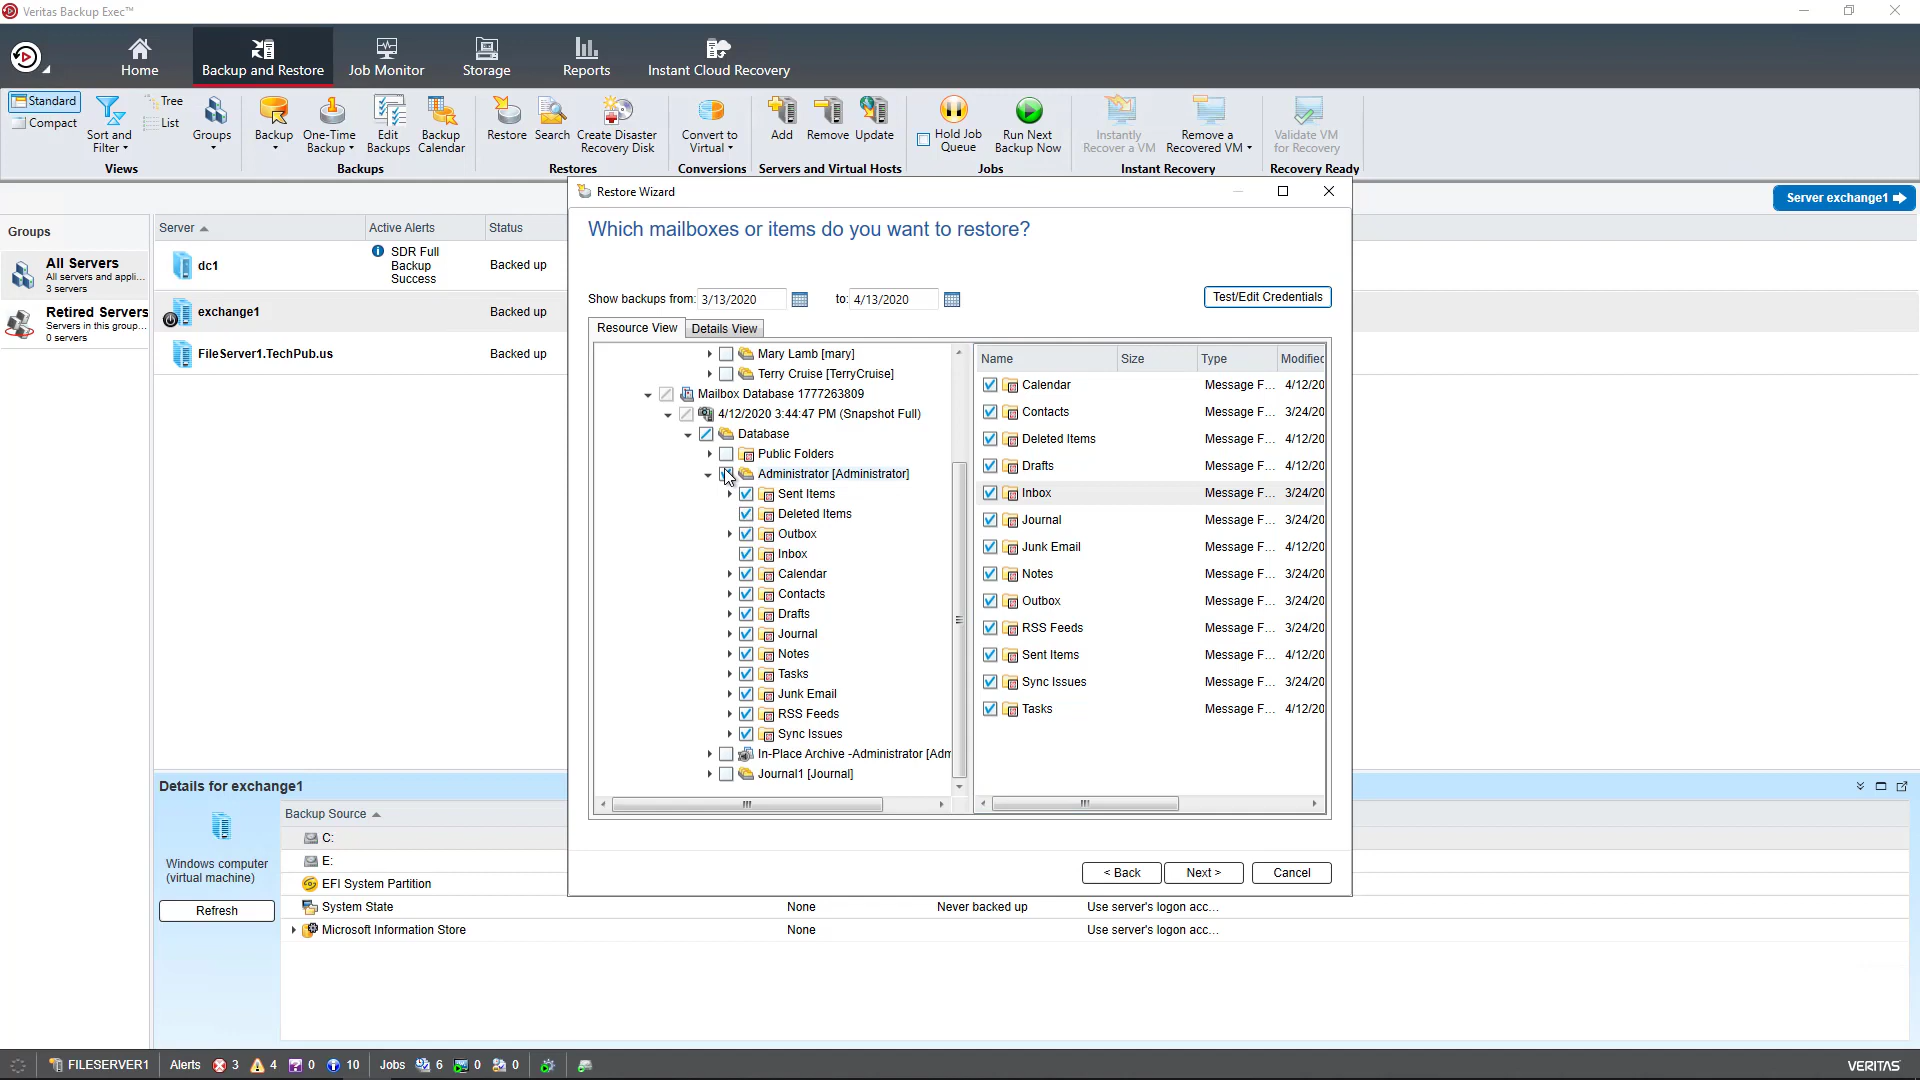 Veritas Backup Exec™
Home
Backup and Restore
Job Monitor
Storage
Reports
Instant Cloud Recovery
Standard
Compact
Sort and
Filter
Tree
List
Groups
Views
Backup
One-Time
Backup
Edit
Backups
Backup
Calendar
Backups
Restore
Search
Create Disaster
Recovery Disk
Restores
Convert to
Virtual
Conversions
Add
Remove
Update
Servers and Virtual Hosts
Hold Job
Queue
Run Next
Backup Now
Jobs
Instantly
Recover a VM
Remove a
Recovered VM
Instant Recovery
Validate VM
for Recovery
Recovery Ready
Server exchange1
Groups
All Servers
All servers and appli...
3 servers
Retired Servers
Servers in this group...
0 servers
Server
Active Alerts
Status
dc1
SDR Full
Backup
Success
Backed up
exchange1
Backed up
FileServer1.TechPub.us
Backed up
Restore Wizard
Which mailboxes or items do you want to restore?
Show backups from: 3/13/2020 to: 4/13/2020
Test/Edit Credentials
Resource View
Details View
Mary Lamb [mary]
Terry Cruise [TerryCruise]
Mailbox Database 1777263809
4/12/2020 3:44:47 PM (Snapshot Full)
Database
Public Folders
Administrator [Administrator]
Sent Items
Deleted Items
Outbox
Inbox
Calendar
Contacts
Drafts
Journal
Notes
Tasks
Junk Email
RSS Feeds
Sync Issues
In-Place Archive -Administrator [Adm
Journal1 [Journal]
Name Size Type Modified
Calendar Message F... 4/12/20
Contacts Message F... 3/24/20
Deleted Items Message F... 4/12/20
Drafts Message F... 4/12/20
Inbox Message F... 3/24/20
Journal Message F... 3/24/20
Junk Email Message F... 4/12/20
Notes Message F... 3/24/20
Outbox Message F... 3/24/20
RSS Feeds Message F... 3/24/20
Sent Items Message F... 4/12/20
Sync Issues Message F... 3/24/20
Tasks Message F... 4/12/20
< Back
Next >
Cancel
Details for exchange1
Windows computer
(virtual machine)
Refresh
Backup Source
C:
E:
EFI System Partition
System State None Never backed up Use server's logon acc...
Microsoft Information Store None Use server's logon acc...
FILESERVER1 Alerts 3 4 0 10 Jobs 6 0 0
VERITAS